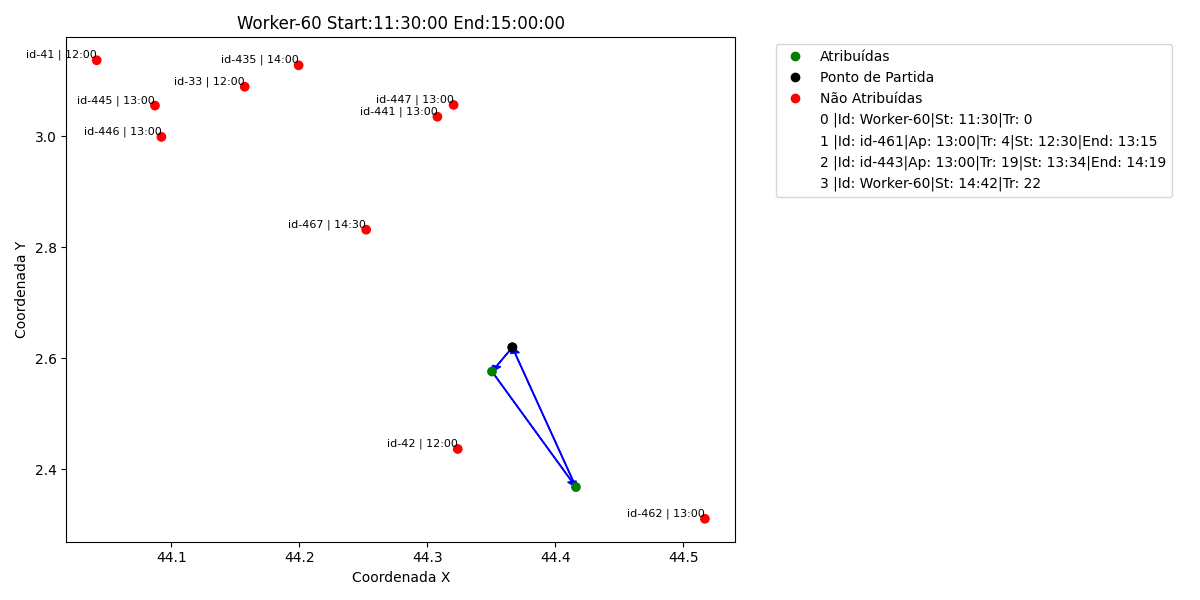 Worker-60 Start:11:30:00 End:15:00:00
id-41 | 12:00
id-435 | 14:00
id-33 | 12:00
id-445 | 13:00
id-447 | 13:00
id-441 | 13:00
id-446 | 13:00
id-467 | 14:30
id-42 | 12:00
id-462 | 13:00
3.0
2.8
2.6
2.4
Coordenada Y
44.1
44.2
44.3
44.4
44.5
Coordenada X
Atribuídas
Ponto de Partida
Não Atribuídas
0 |Id: Worker-60|St: 11:30|Tr: 0
1 |Id: id-461|Ap: 13:00|Tr: 4|St: 12:30|End: 13:15
2 |Id: id-443|Ap: 13:00|Tr: 19|St: 13:34|End: 14:19
3 |Id: Worker-60|St: 14:42|Tr: 22